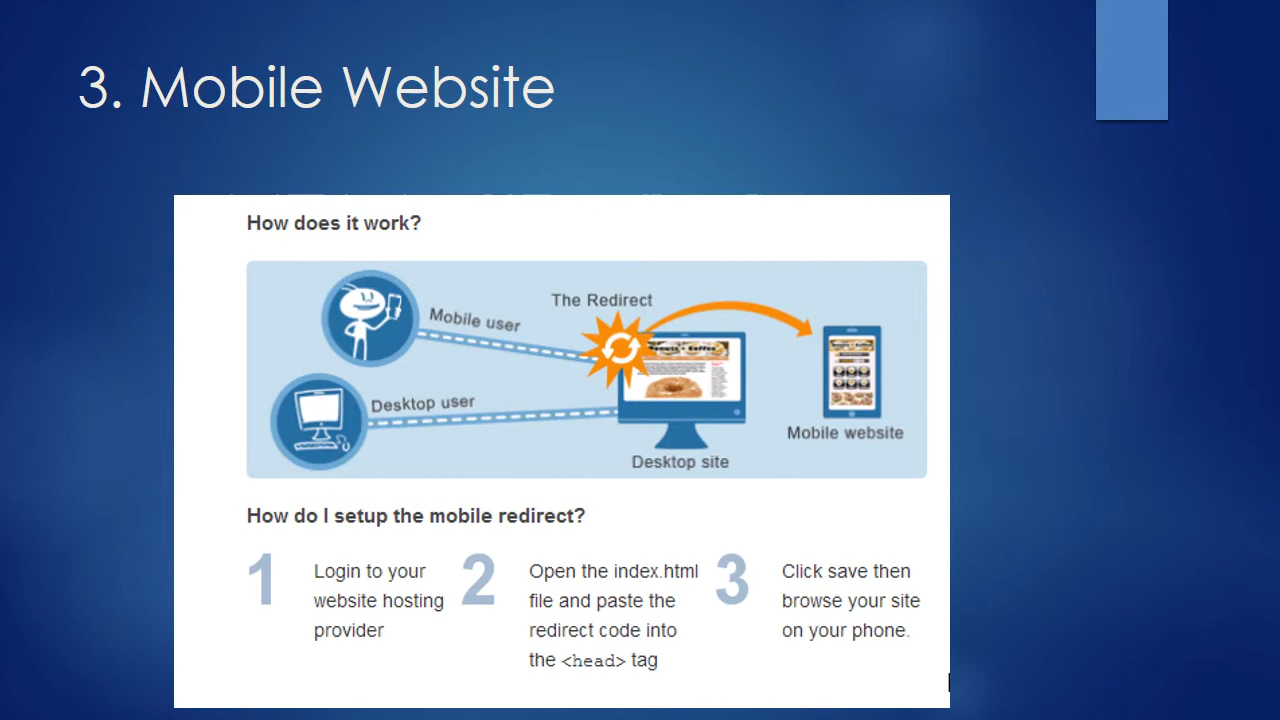 3. Mobile Website
How does it work?
The Redirect
Mobile user
Desktop user
Mobile website
Desktop site
How do I setup the mobile redirect?
1
Login to your
website hosting
provider
2
Open the index.html
file and paste the
redirect code into
the <head> tag
3
Click save then
browse your site
on your phone.